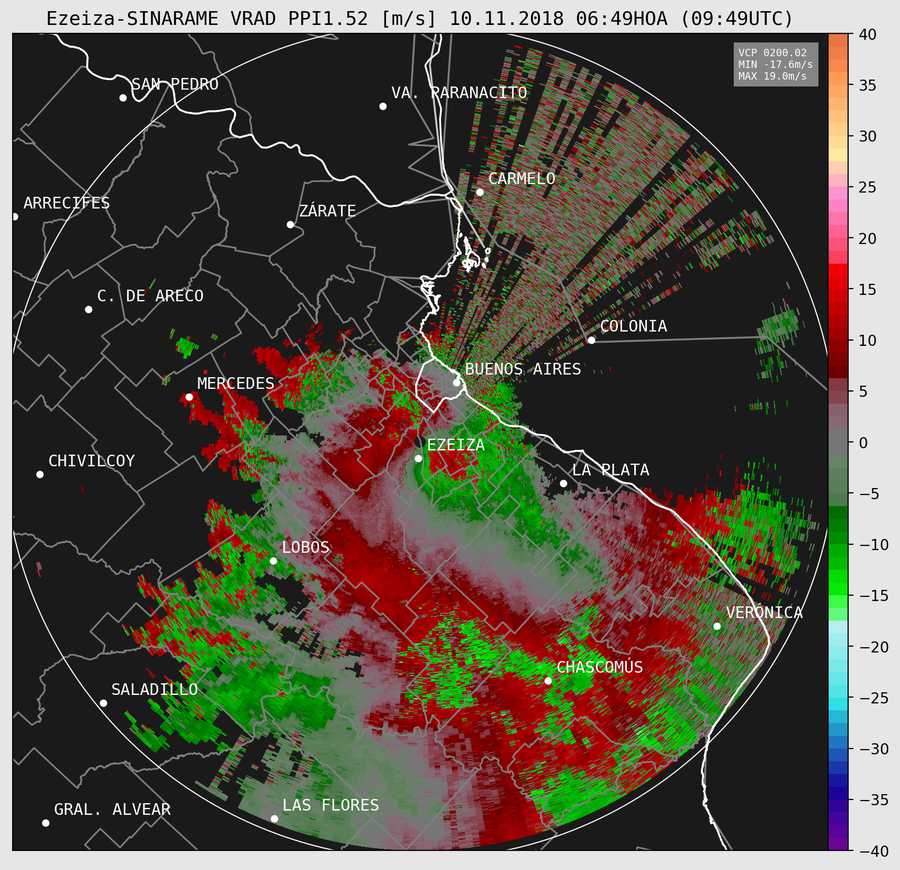 Ezeiza-SINARAME VRAD PPI1.52 [m/s] 10.11.2018 06:49HOA (09:49UTC)
VCP 0200.02
MIN -17.6m/s
MAX 19.0m/s
SAN PEDRO
VA. PARANACITO
CARMELO
ARRECIFES
ZÁRATE
C. DE ARECO
COLONIA
BUENOS AIRES
MERCEDES
EZEIZA
CHIVILCOY
LA PLATA
LOBOS
VERÓNICA
CHASCOMÚS
SALADILLO
LAS FLORES
GRAL. ALVEAR
40
35
30
25
20
15
10
5
0
−5
−10
−15
−20
−25
−30
−35
−40